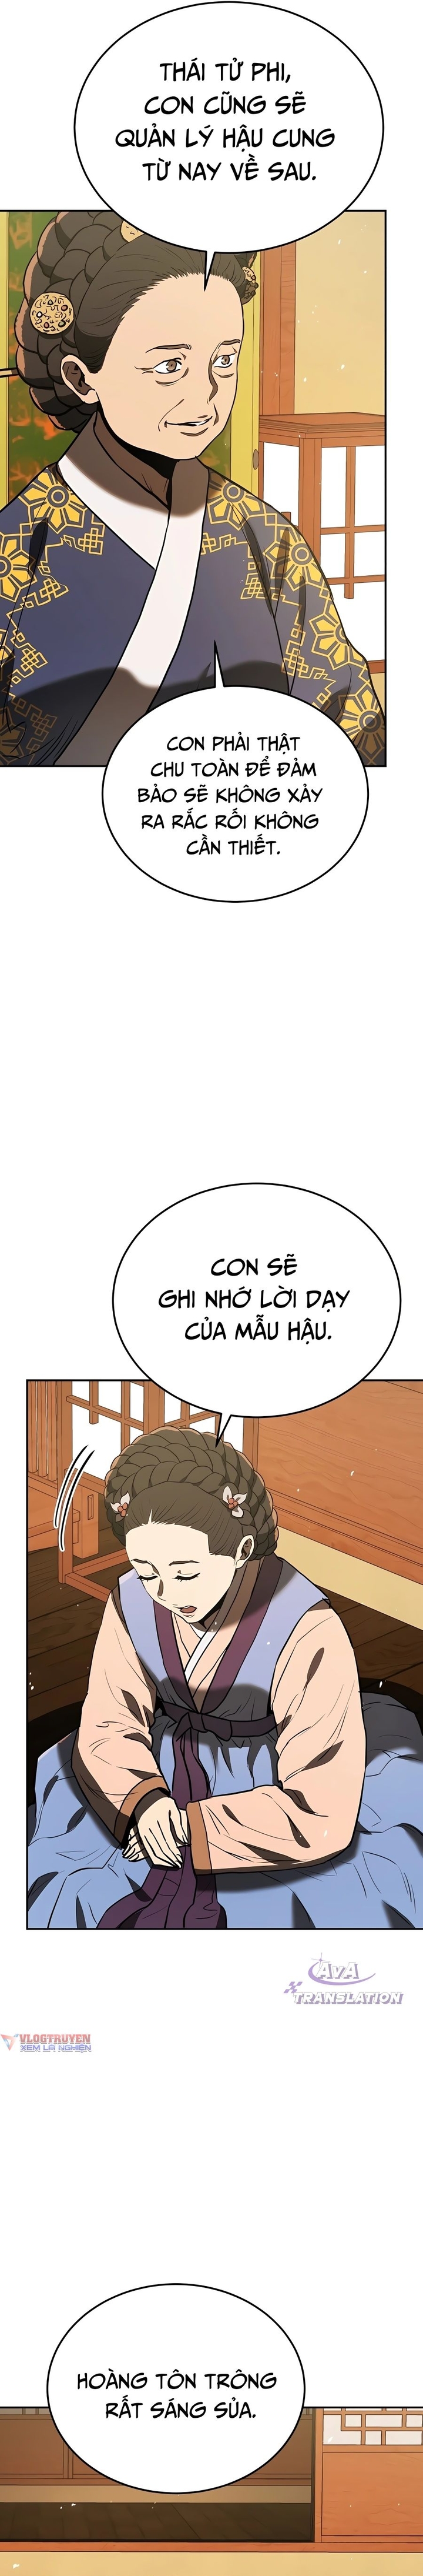 THÁI TỬ PHI,
CON CŨNG SẼ
QUẢN LÝ HẬU CUNG
TỪ NAY VỀ SAU.
CON PHẢI THẬT
CHU TOÀN ĐỂ ĐẢM
BẢO SẼ KHÔNG XẢY
RA RẮC RỐI KHÔNG
CẦN THIẾT.
CON SẼ
GHI NHỚ LỜI DẠY
CỦA MẪU HẬU.
AVA
TRANSLATION
VLOGTRUYEN
XEM LÀ NGHIỆN
HOÀNG TÔN TRÔNG
RẤT SÁNG SỦA.